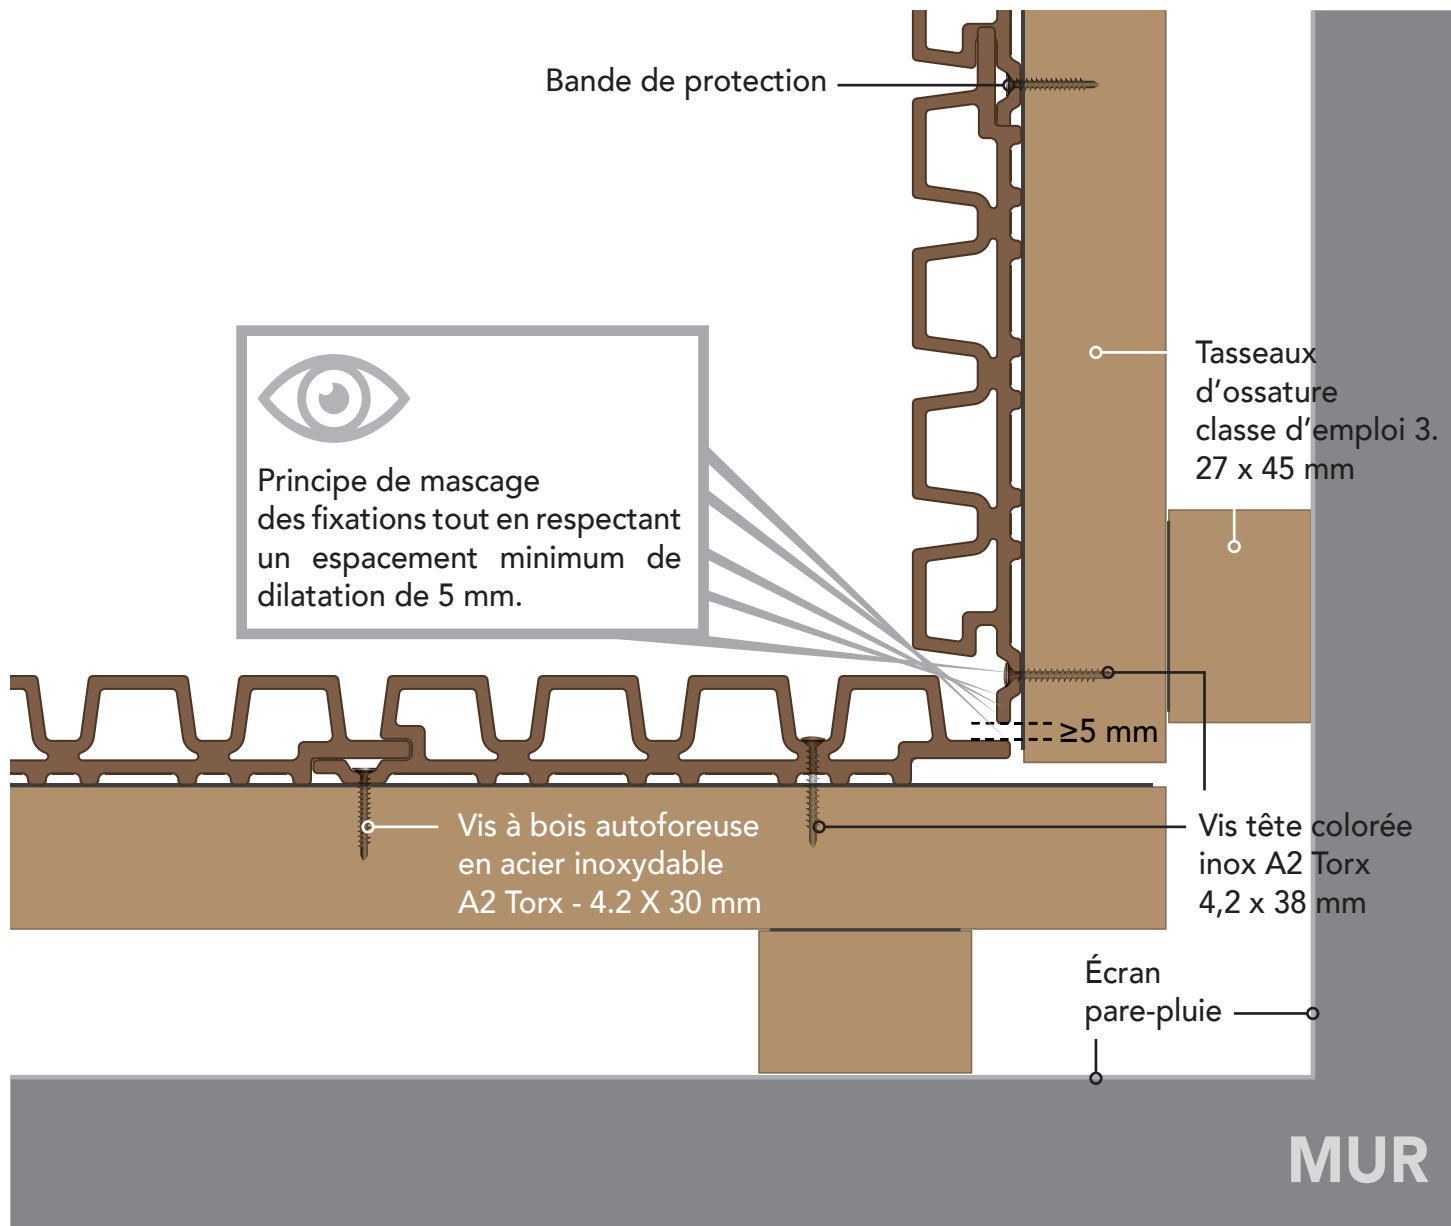 Bande de protection
Tasseaux
d’ossature
classe d’emploi 3.
27 x 45 mm
Principe de mascage
des fixations tout en respectant
un espacement minimum de
dilatation de 5 mm.
≥5 mm
Vis à bois autoforeuse
en acier inoxydable
A2 Torx - 4.2 X 30 mm
Vis tête colorée
inox A2 Torx
4,2 x 38 mm
Écran
pare-pluie
MUR